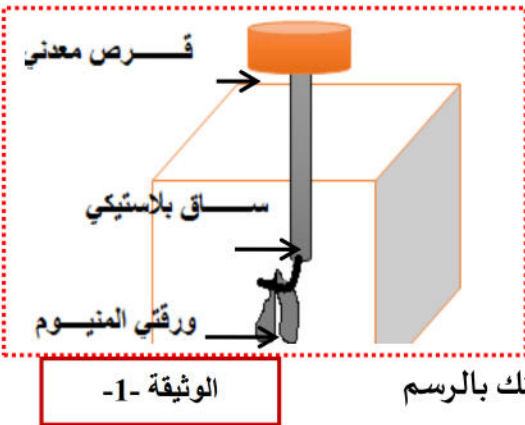 قـــــرص معدني
ســـــاق بلاستيكي
ورقتي المنيـــوم
الوثيقة -1-
بالرسم